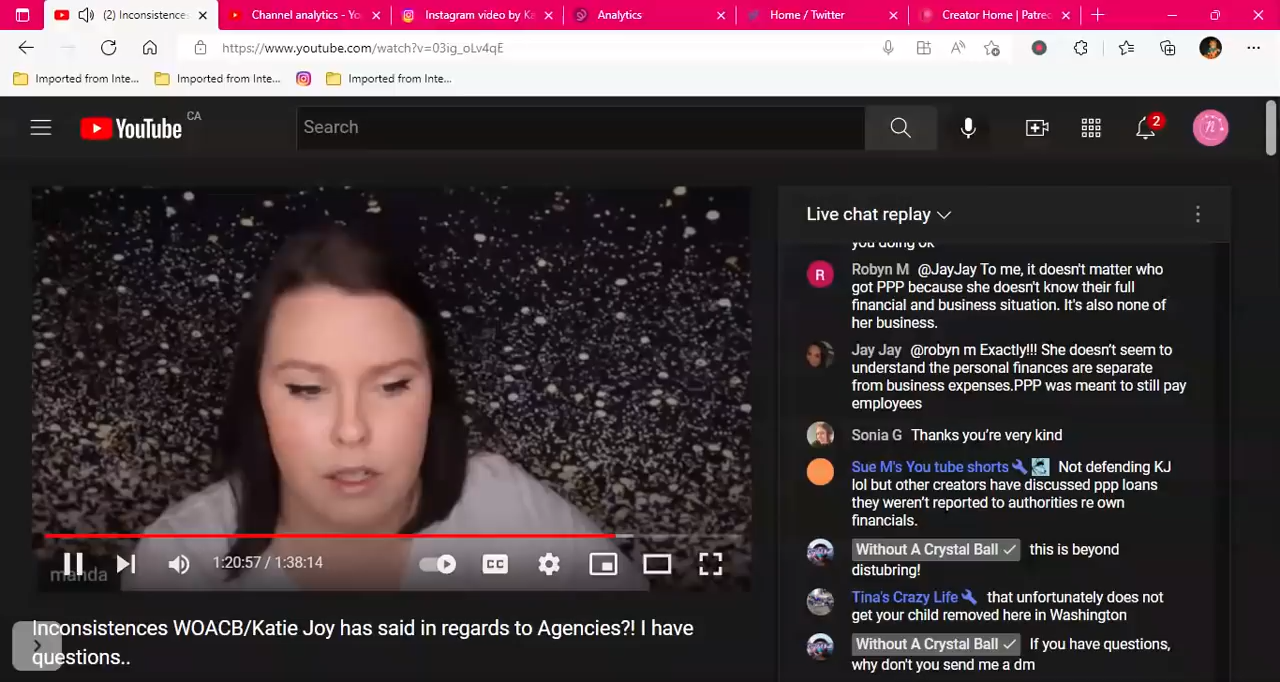 (2) Inconsistences
Channel analytics - Yo
Instagram video by Ka
Analytics
Home / Twitter
Creator Home | Patreo
https://www.youtube.com/watch?v=03ig_oLv4qE
Imported from Inte...
Imported from Inte...
Imported from Inte...
YouTube CA
Search
2
n
Live chat replay
you doing ok
R
Robyn M @JayJay To me, it doesn't matter who
got PPP because she doesn't know their full
financial and business situation. It's also none of
her business.
Jay Jay @robyn m Exactly!!! She doesn't seem to
understand the personal finances are separate
from business expenses.PPP was meant to still pay
employees
Sonia G Thanks you're very kind
Sue M's You tube shorts Not defending KJ
lol but other creators have discussed ppp loans
they weren't reported to authorities re own
financials.
Without A Crystal Ball ✓ this is beyond
distubring!
Tina's Crazy Life that unfortunately does not
get your child removed here in Washington
Without A Crystal Ball ✓ If you have questions,
why don't you send me a dm
1:20:57 / 1:38:14
CC
manda
Inconsistences WOACB/Katie Joy has said in regards to Agencies?! I have
questions..